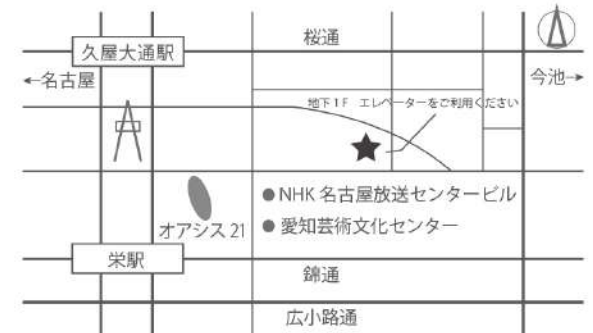 桜通
久屋大通駅
←名古屋
今池→
地下1F エレベーターをご利用ください
●NHK 名古屋放送センタービル
オアシス21
●愛知芸術文化センター
栄駅
錦通
広小路通